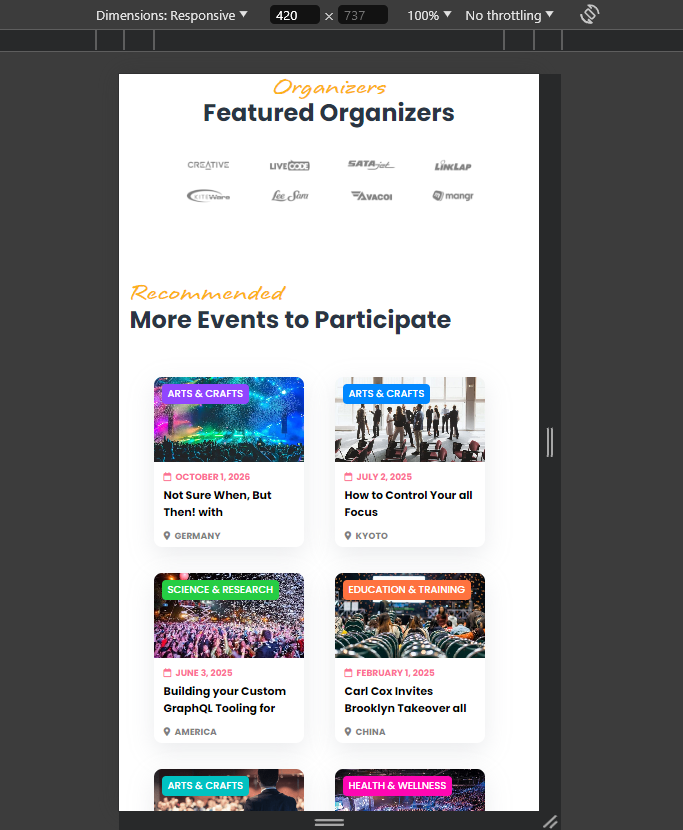 Dimensions: Responsive 420 × 737 100% No throttling
Organizers
Featured Organizers
CREATIVE LIVECODE SATAjet LINKLAP
KITEWare Lee Sans AVACOI mangr
Recommended
More Events to Participate
ARTS & CRAFTS
OCTOBER 1, 2026
Not Sure When, But
Then! with
GERMANY
ARTS & CRAFTS
JULY 2, 2025
How to Control Your all
Focus
KYOTO
SCIENCE & RESEARCH
JUNE 3, 2025
Building your Custom
GraphQL Tooling for
AMERICA
EDUCATION & TRAINING
FEBRUARY 1, 2025
Carl Cox Invites
Brooklyn Takeover all
CHINA
ARTS & CRAFTS
HEALTH & WELLNESS